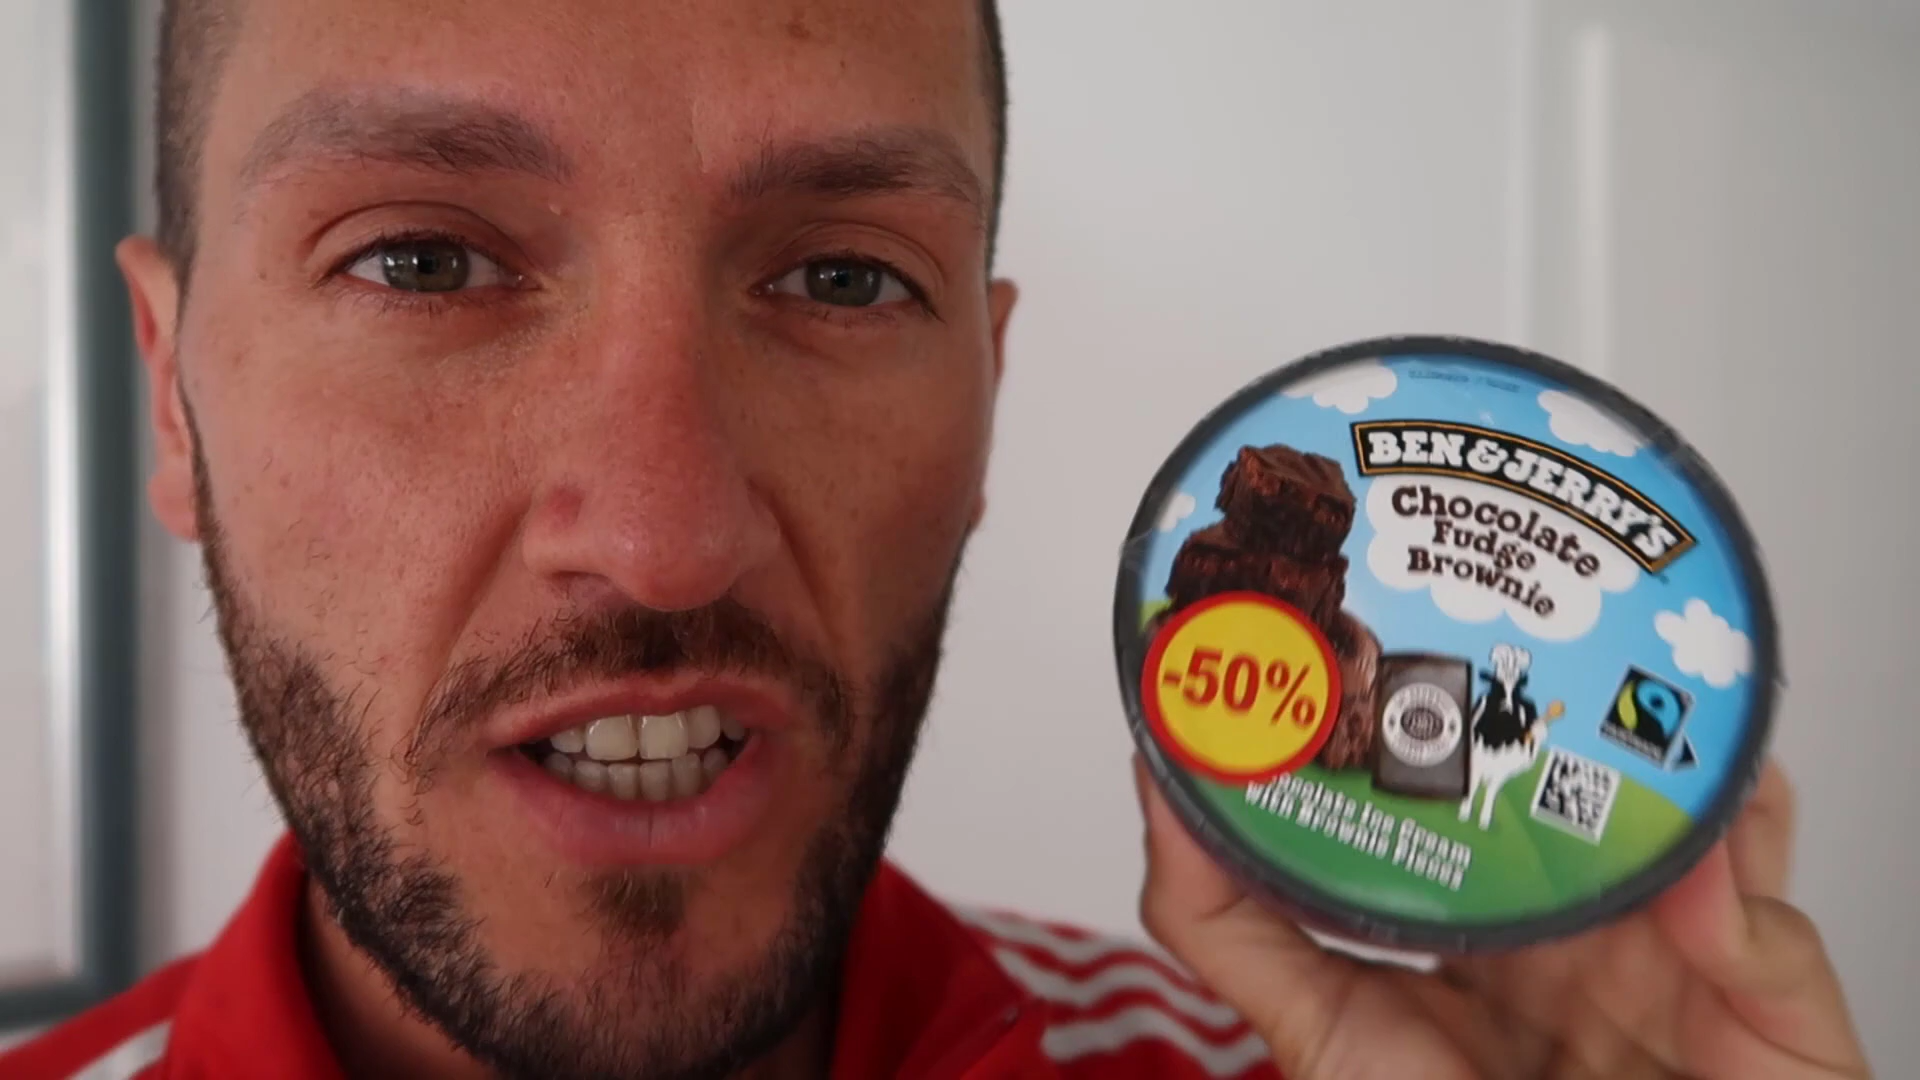 BEN & JERRY'S
Chocolate
Fudge
Brownie
-50%
Chocolate Ice Cream
with Brownie Pieces